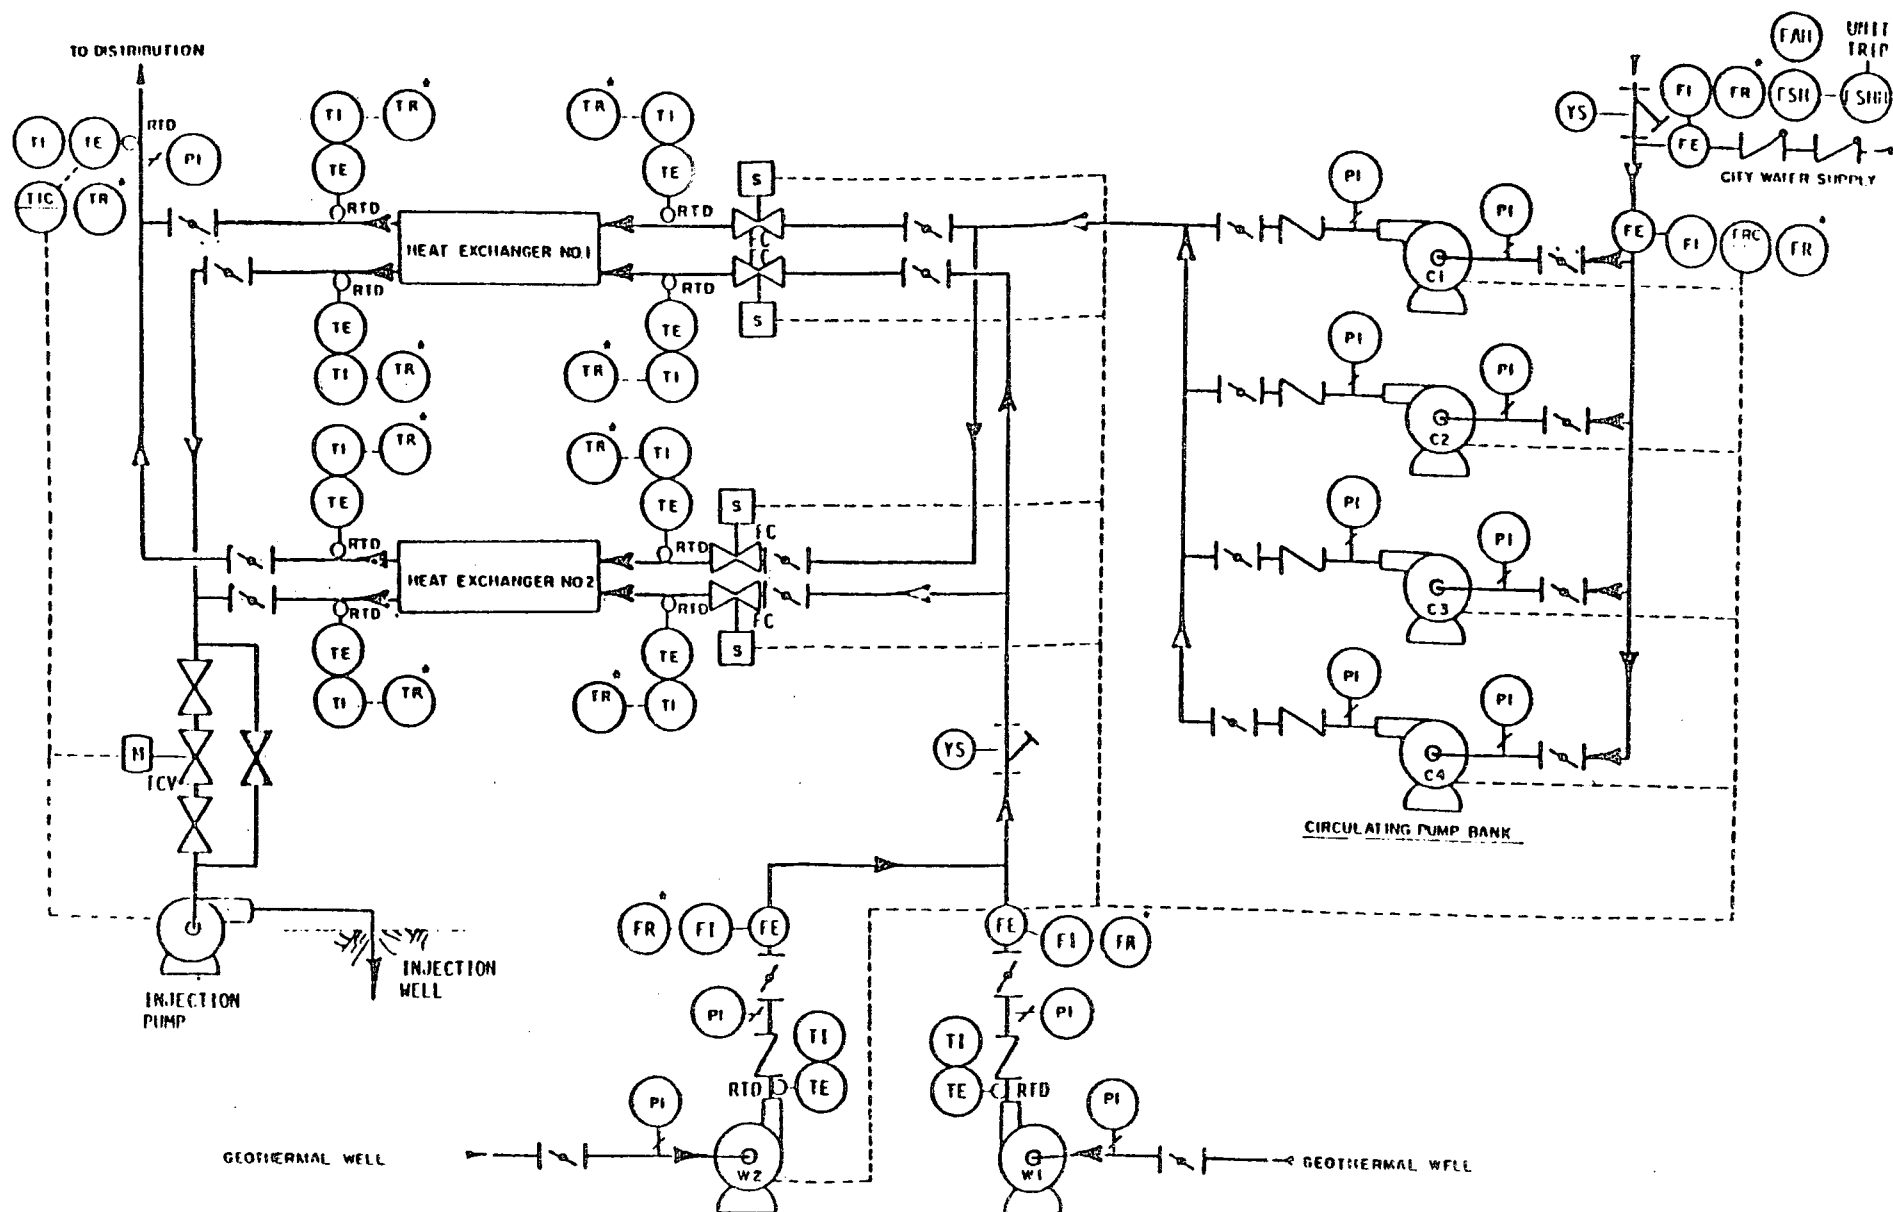 TO DISTRIBUTION
FAH
UNIT
TRIP
TI
TE
RTD
PI
TIC
TR*
TI
TR*
TE
RTD
TR*
TI
TE
RTD
S
FC
YS
FI
FR*
FSH
FSHH
FE
CITY WATER SUPPLY
FE
FI
FRC
FR*
HEAT EXCHANGER NO.1
FC
S
RTD
TE
TI
TR*
RTD
TE
TR*
TI
PI
PI
C1
PI
PI
C2
PI
PI
C3
PI
PI
C4
CIRCULATING PUMP BANK
TI
TR*
TE
RTD
TR*
TI
TE
RTD
S
FC
HEAT EXCHANGER NO2
RTD
TE
TI
TR*
RTD
TE
TR*
TI
FC
S
M
TCV
YS
FR*
FI
FE
FE
FI
FR*
INJECTION
WELL
INJECTION
PUMP
PI
TI
TE
RTD
PI
TI
TE
RTD
PI
PI
GEOTHERMAL WELL
W2
W1
GEOTHERMAL WELL